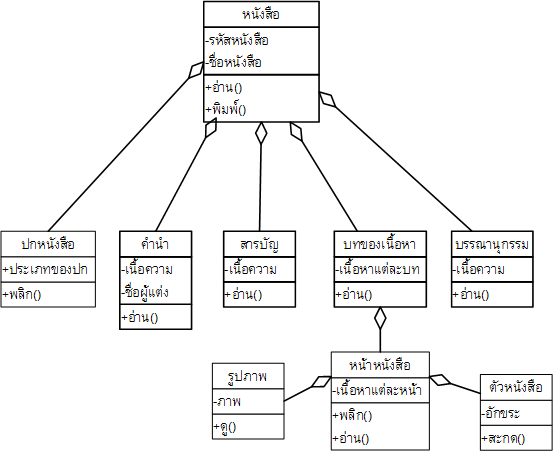 หนังสือ
-รหัสหนังสือ
-ชื่อหนังสือ
+อ่าน()
+พิมพ์()
ปกหนังสือ
+ประเภทของปก
+พลิก()
คำนำ
-เนื้อความ
-ชื่อผู้แต่ง
+อ่าน()
สารบัญ
-เนื้อความ
+อ่าน()
บทของเนื้อหา
-เนื้อหาแต่ละบท
+อ่าน()
บรรณานุกรรม
-เนื้อความ
+อ่าน()
รูปภาพ
-ภาพ
+ดู()
หน้าหนังสือ
-เนื้อหาแต่ละหน้า
+พลิก()
+อ่าน()
ตัวหนังสือ
-อักขระ
+สะกด()